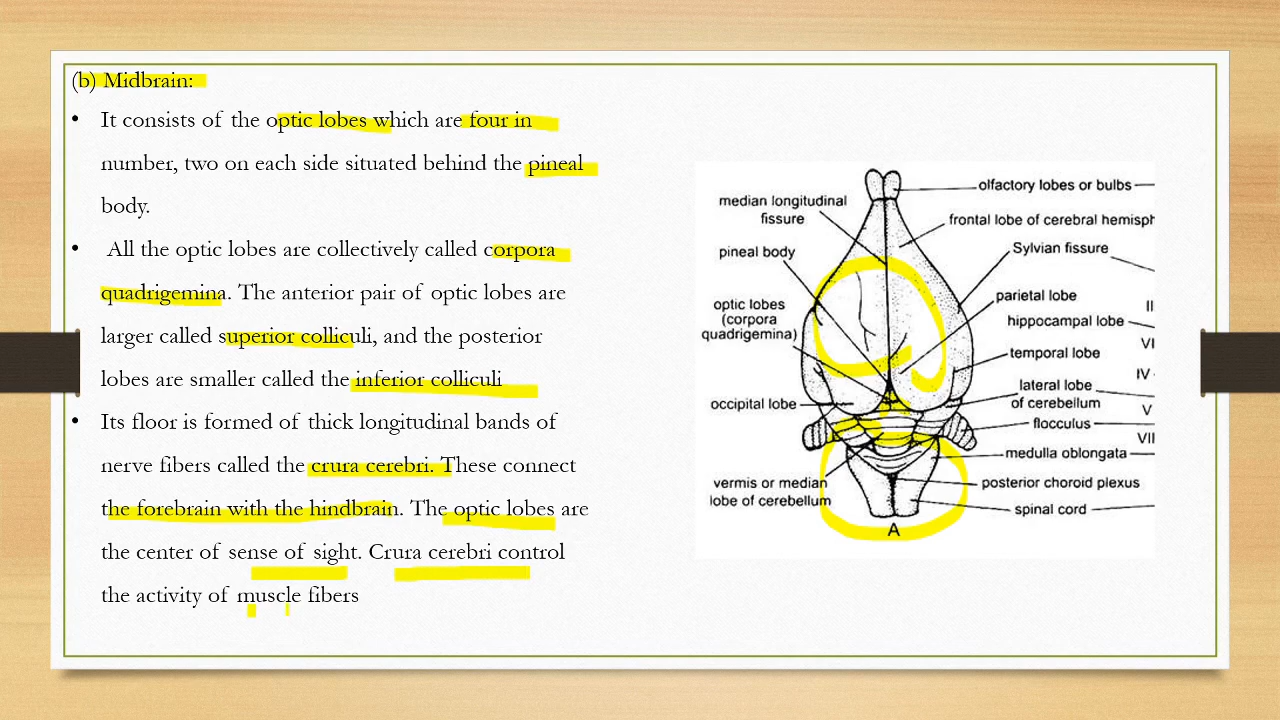 (b) Midbrain:
• It consists of the optic lobes which are four in
number, two on each side situated behind the pineal
body.
• All the optic lobes are collectively called corpora
quadrigemina. The anterior pair of optic lobes are
larger called superior colliculi, and the posterior
lobes are smaller called the inferior colliculi
• Its floor is formed of thick longitudinal bands of
nerve fibers called the crura cerebri. These connect
the forebrain with the hindbrain. The optic lobes are
the center of sense of sight. Crura cerebri control
the activity of muscle fibers
median longitudinal
fissure
pineal body
optic lobes
(corpora
quadrigemina)
occipital lobe
vermis or median
lobe of cerebellum
olfactory lobes or bulbs
frontal lobe of cerebral hemisph
Sylvian fissure
parietal lobe
hippocampal lobe
temporal lobe
lateral lobe
of cerebellum
flocculus
medulla oblongata
posterior choroid plexus
spinal cord
II
VI
IV
V
VII
A